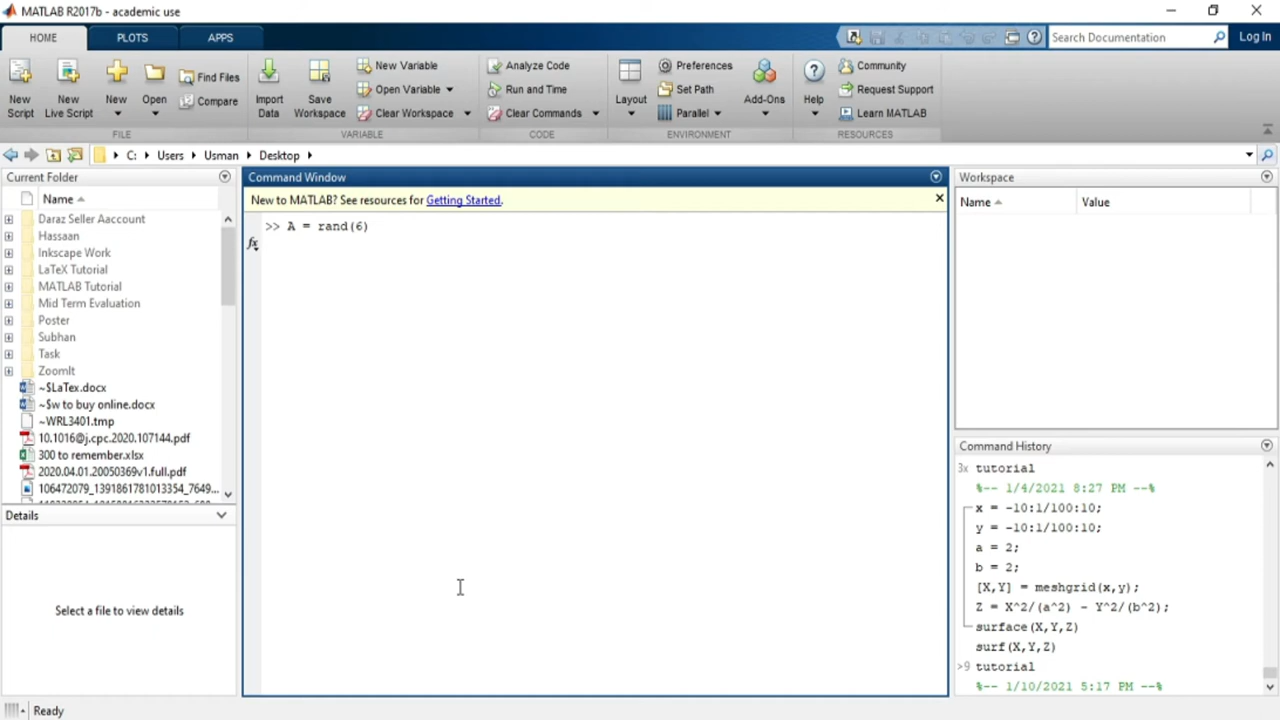 MATLAB R2017b - academic use
HOME PLOTS APPS
Search Documentation
Log In
New Script
New Live Script
New
Open
Find Files
Compare
FILE
Import Data
Save Workspace
New Variable
Open Variable
Clear Workspace
VARIABLE
Analyze Code
Run and Time
Clear Commands
CODE
Layout
Preferences
Set Path
Parallel
ENVIRONMENT
Add-Ons
Help
Community
Request Support
Learn MATLAB
RESOURCES
C: Users Usman Desktop
Current Folder
Name
Daraz Seller Aaccount
Hassaan
Inkscape Work
LaTeX Tutorial
MATLAB Tutorial
Mid Term Evaluation
Poster
Subhan
Task
ZoomIt
~$LaTex.docx
~$w to buy online.docx
~WRL3401.tmp
10.1016@j.cpc.2020.107144.pdf
300 to remember.xlsx
2020.04.01.20050369v1.full.pdf
106472079_1391861781013354_7649...
Details
Select a file to view details
Command Window
New to MATLAB? See resources for Getting Started.
>> A = rand(6)
fx
Workspace
Name Value
Command History
3x tutorial
%-- 1/4/2021 8:27 PM --%
x = -10:1/100:10;
y = -10:1/100:10;
a = 2;
b = 2;
[X,Y] = meshgrid(x,y);
Z = X^2/(a^2) - Y^2/(b^2);
surface(X,Y,Z)
surf(X,Y,Z)
>9 tutorial
%-- 1/10/2021 5:17 PM --%
Ready